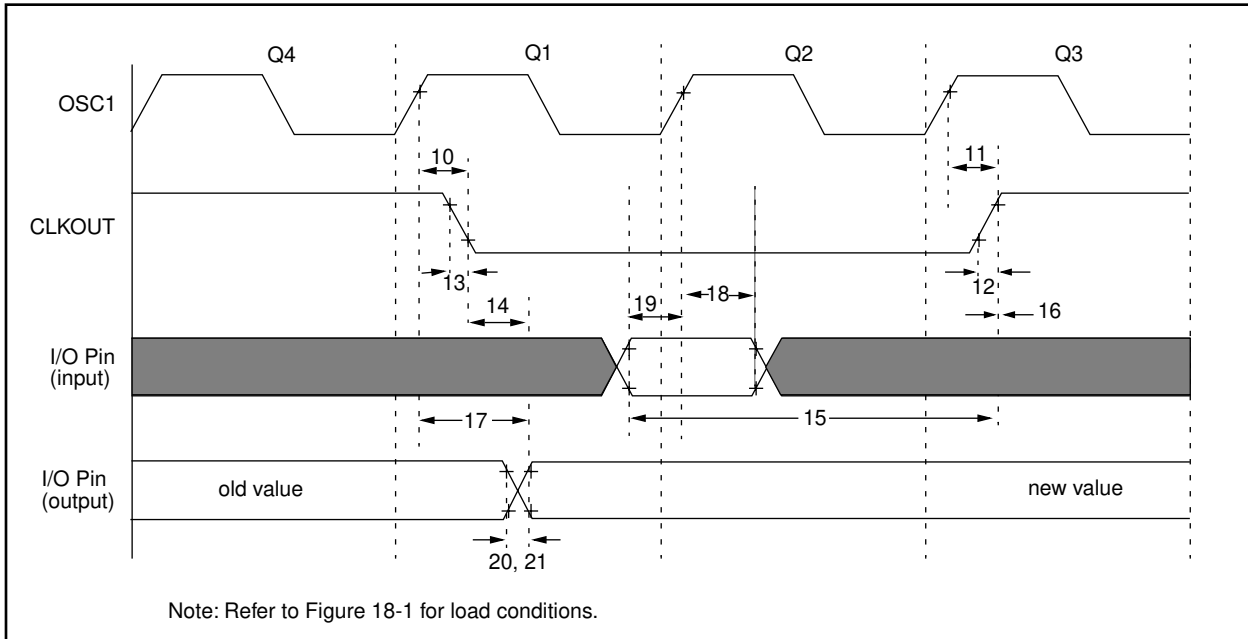 Q4
Q1
Q2
Q3
OSC1
10
11
CLKOUT
13
12
14
19
18
16
I/O Pin
(input)
17
15
I/O Pin
(output)
old value
new value
20, 21
Note: Refer to Figure 18-1 for load conditions.